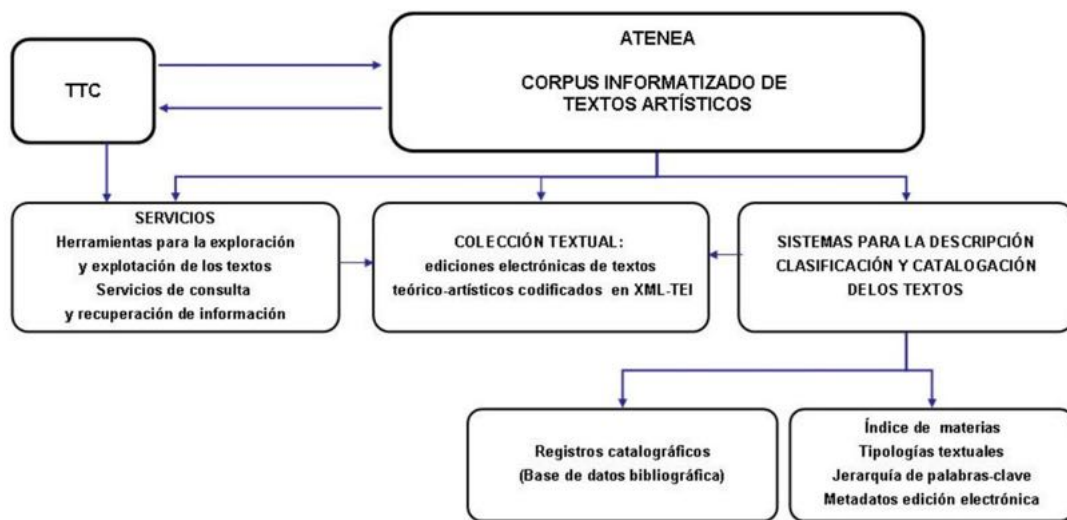 TTC
ATENEA
CORPUS INFORMATIZADO DE
TEXTOS ARTÍSTICOS
SERVICIOS
Herramientas para la exploración
y explotación de los textos
Servicios de consulta
y recuperación de información
COLECCIÓN TEXTUAL:
ediciones electrónicas de textos
teórico-artísticos codificados en XML-TEI
SISTEMAS PARA LA DESCRIPCIÓN
CLASIFICACIÓN Y CATALOGACIÓN
DELOS TEXTOS
Registros catalográficos
(Base de datos bibliográfica)
Índice de materias
Tipologías textuales
Jerarquía de palabras-clave
Metadatos edición electrónica